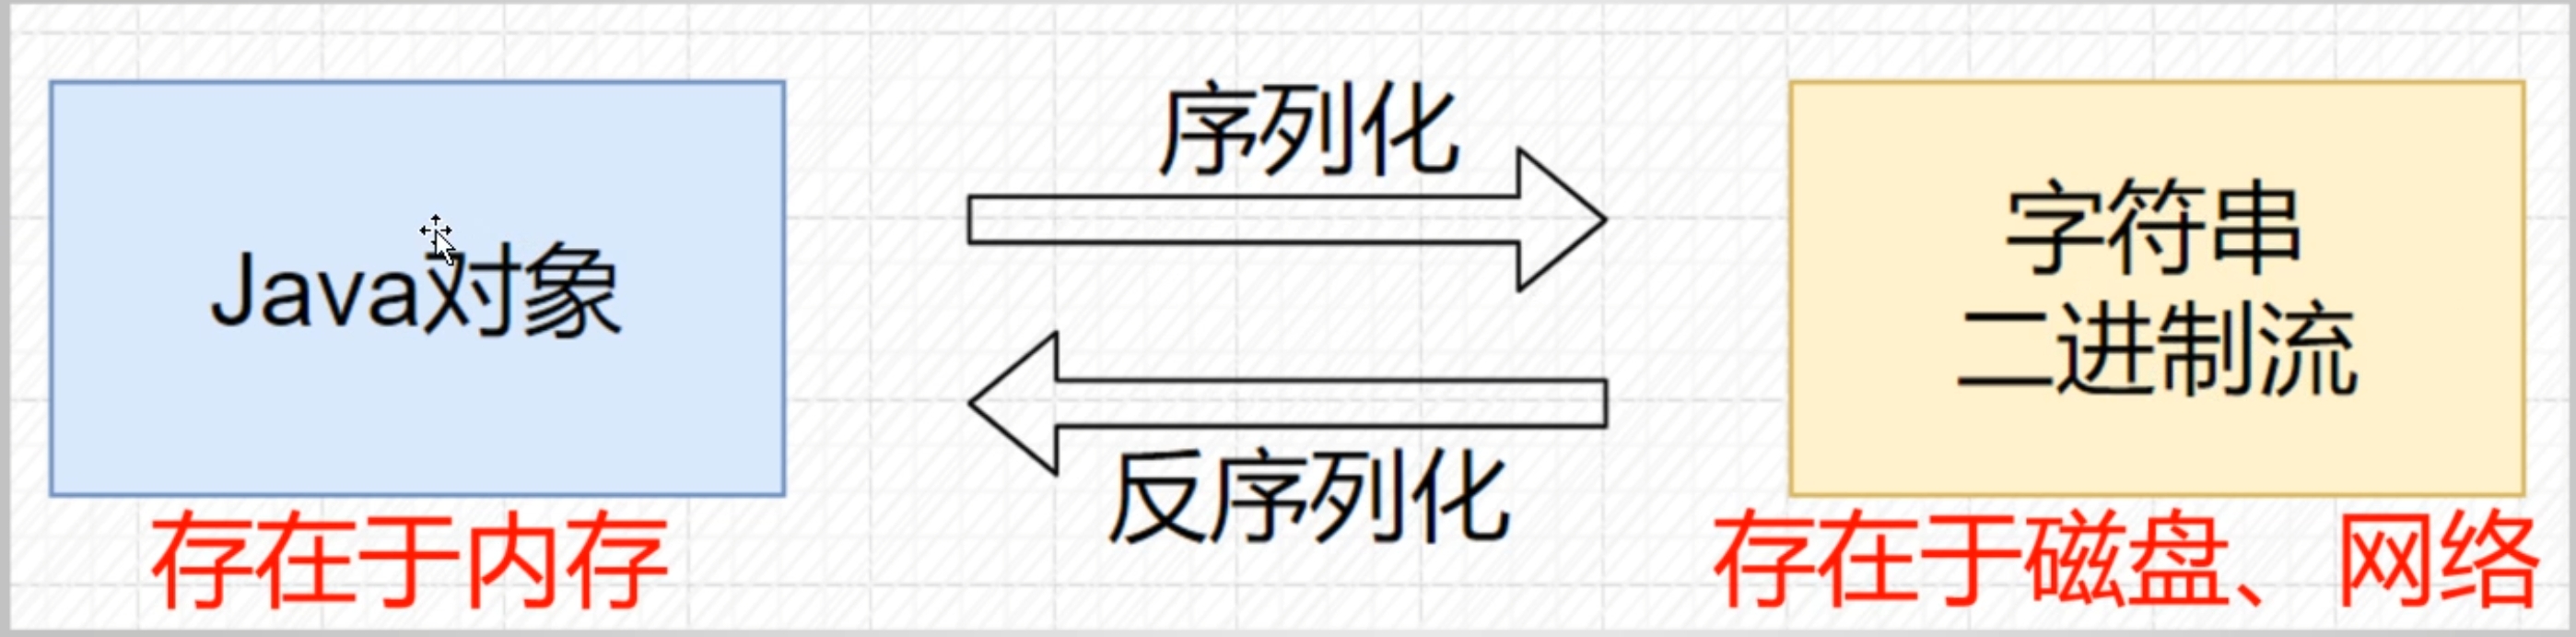 序列化
Java对象
字符串
二进制流
反序列化
存在于内存
存在于磁盘、网络